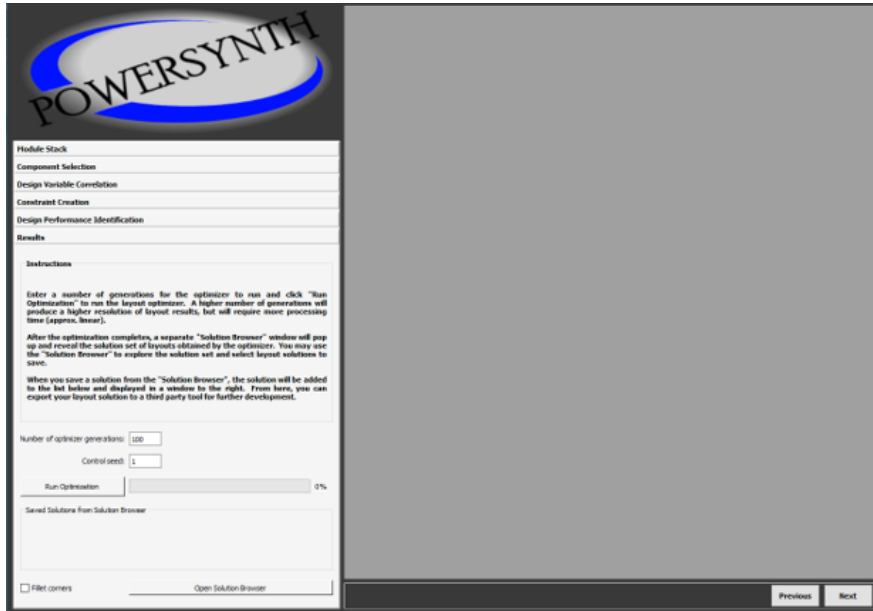 POWERSYNTH
Module Stack
Component Selection
Design Variable Correlation
Constraint Creation
Design Performance Identification
Results
Instructions
Enter a number of generations for the optimizer to run and click "Run
Optimization" to run the layout optimizer. A higher number of generations will
produce a higher resolution of layout results, but will require more processing
time (approx. linear).
After the optimization completes, a separate "Solution Browser" window will pop
up and reveal the solution set of layouts obtained by the optimizer. You may use
the "Solution Browser" to explore the solution set and select layout solutions to
save.
When you save a solution from the "Solution Browser", the solution will be added
to the list below and displayed in a window to the right. From here, you can
export your layout solution to a third party tool for further development.
Number of optimizer generations: 100
Control seed: 1
Run Optimization 0%
Saved Solutions from Solution Browser
Fillet corners Open Solution Browser
Previous Next